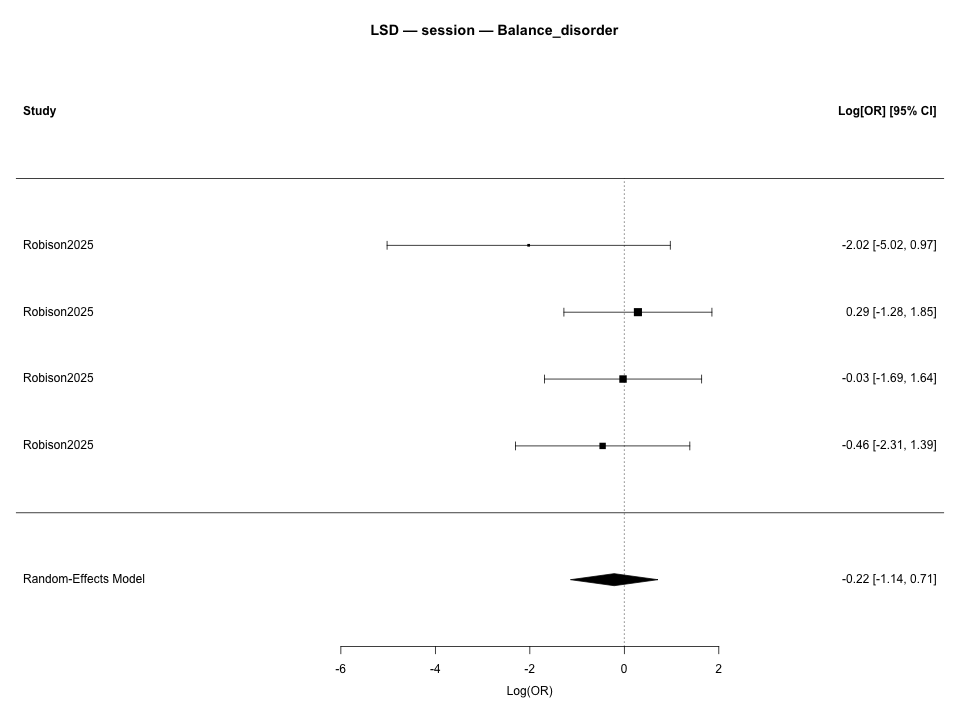 LSD — session — Balance_disorder
Study Log[OR] [95% CI]
Robison2025 -2.02 [-5.02, 0.97]
Robison2025 0.29 [-1.28, 1.85]
Robison2025 -0.03 [-1.69, 1.64]
Robison2025 -0.46 [-2.31, 1.39]
Random-Effects Model -0.22 [-1.14, 0.71]
-6 -4 -2 0 2
Log(OR)